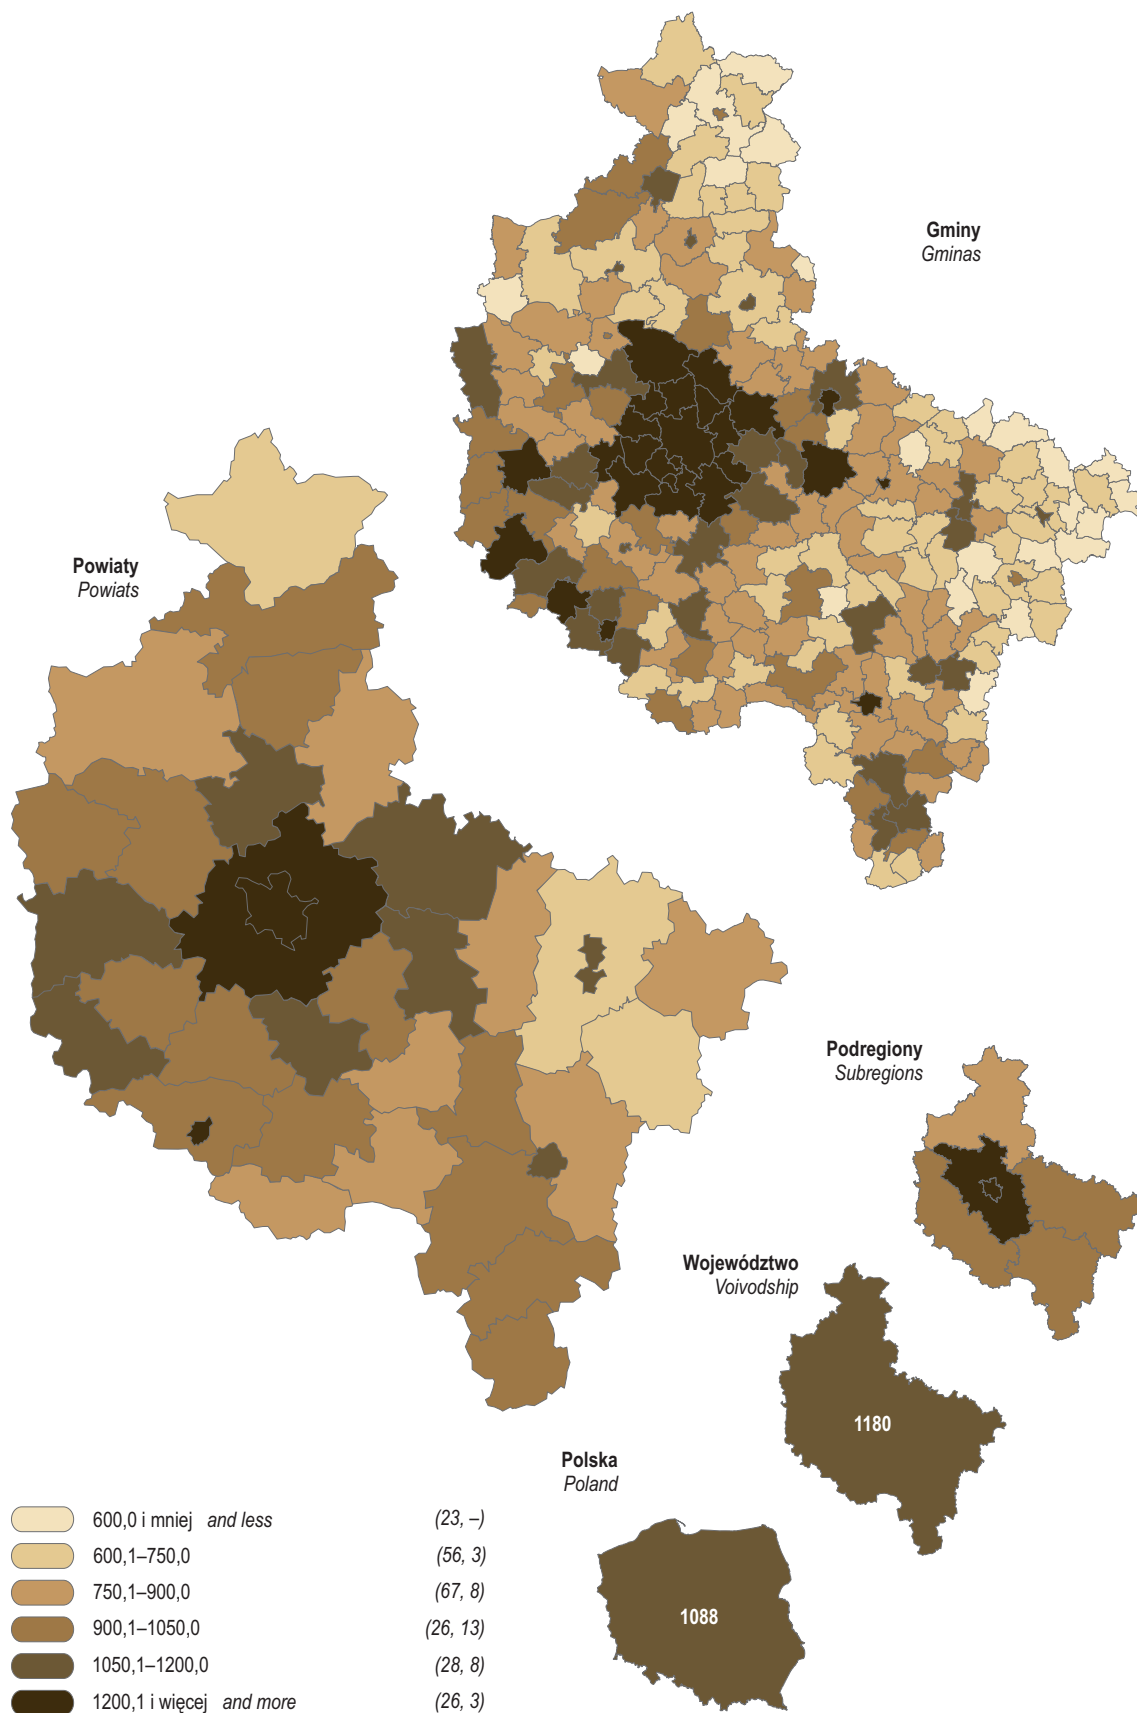 Gminy
Gminas
Powiaty
Powiats
Podregiony
Subregions
Województwo
Voivodship
1180
Polska
Poland
1088
600,0 i mniej and less (23, –)
600,1–750,0 (56, 3)
750,1–900,0 (67, 8)
900,1–1050,0 (26, 13)
1050,1–1200,0 (28, 8)
1200,1 i więcej and more (26, 3)